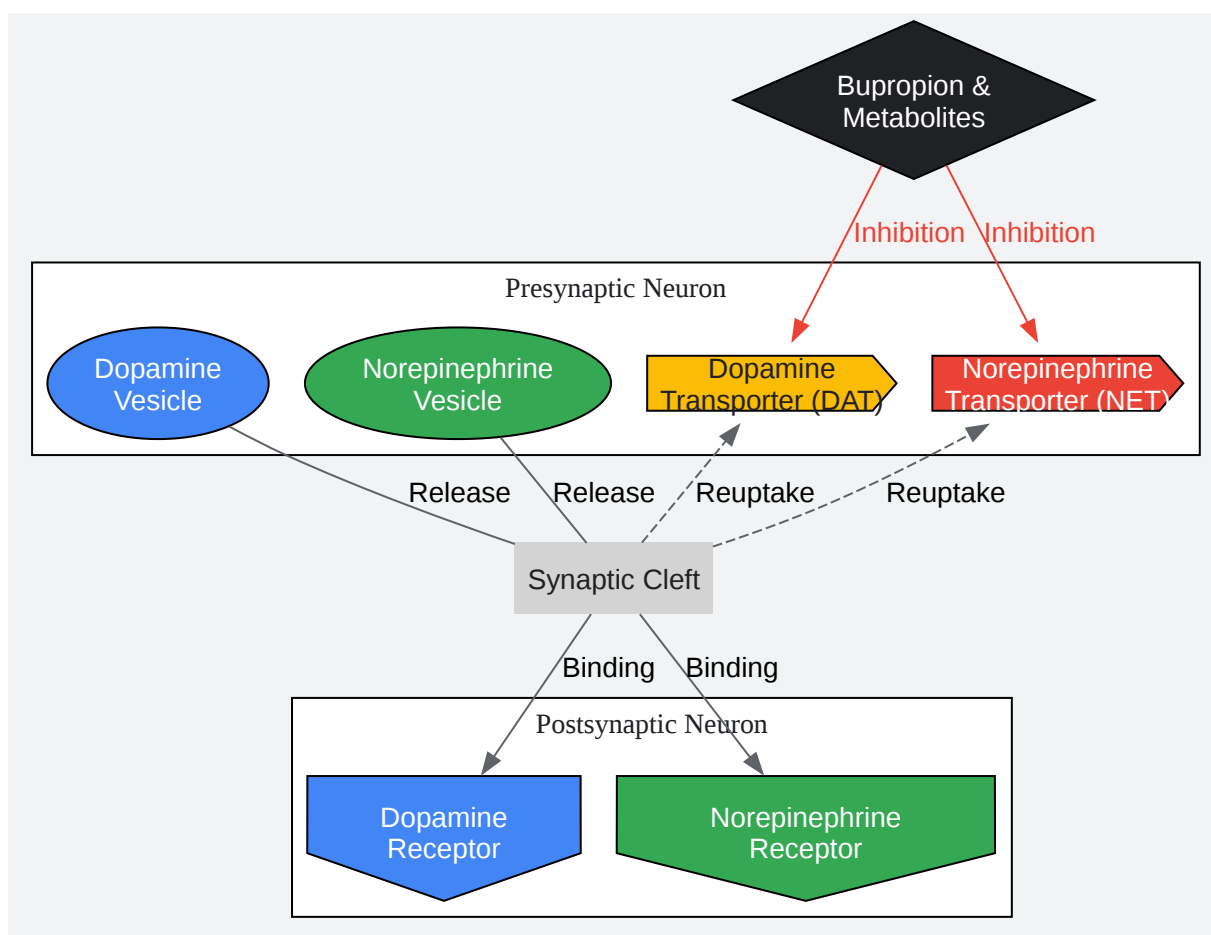 Bupropion &
Metabolites
Inhibition
Inhibition
Presynaptic Neuron
Dopamine
Vesicle
Norepinephrine
Vesicle
Dopamine
Transporter (DAT)
Norepinephrine
Transporter (NET)
Release
Release
Reuptake
Reuptake
Synaptic Cleft
Binding
Binding
Postsynaptic Neuron
Dopamine
Receptor
Norepinephrine
Receptor